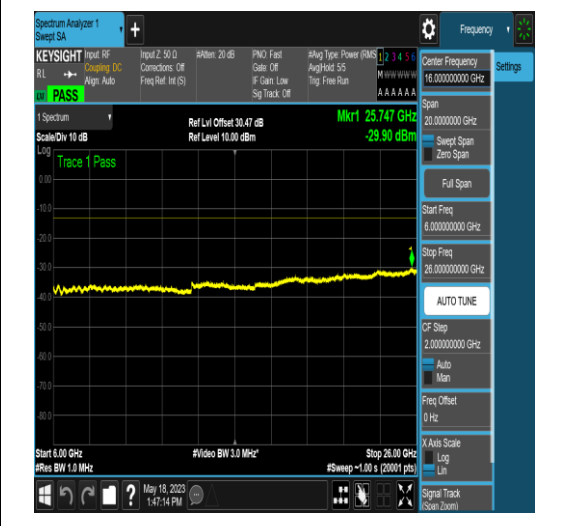 Spectrum Analyzer 1
Swept SA
+
Frequency
KEYSIGHT
RL
Input: RF
Coupling: DC
Align: Auto
Input Z: 50 Ω
Corrections: Off
Freq Ref: Int (S)
#Atten: 20 dB
PNO: Fast
Gate: Off
IF Gain: Low
Sig Track: Off
#Avg Type: Power (RMS)
Avg|Hold: 5/5
Trig: Free Run
1 2 3 4 5 6
M W W W W W
A A A A A A
PASS
1 Spectrum
Scale/Div 10 dB
Ref Lvl Offset 30.47 dB
Ref Level 10.00 dBm
Mkr1 25.747 GHz
-29.90 dBm
Log
Trace 1 Pass
0.00
-10.0
-20.0
-30.0
-40.0
-50.0
-60.0
-70.0
-80.0
1
Start 6.00 GHz
#Res BW 1.0 MHz
#Video BW 3.0 MHz*
Stop 26.00 GHz
#Sweep ~1.00 s (20001 pts)
May 18, 2023
1:47:14 PM
?
Center Frequency
16.000000000 GHz
Settings
Span
20.0000000 GHz
Swept Span
Zero Span
Full Span
Start Freq
6.000000000 GHz
Stop Freq
26.000000000 GHz
AUTO TUNE
CF Step
2.000000000 GHz
Auto
Man
Freq Offset
0 Hz
X Axis Scale
Log
Lin
Signal Track
(Span Zoom)